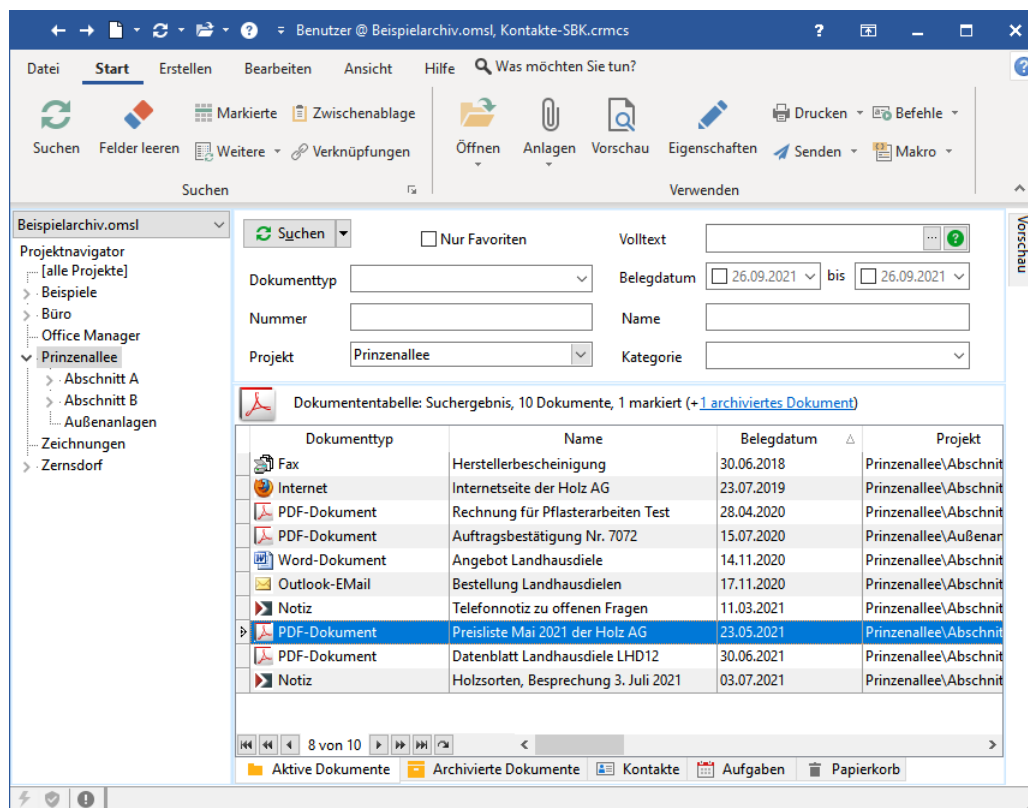 Benutzer @ Beispielarchiv.omsl, Kontakte-SBK.crmcs
Datei Start Erstellen Bearbeiten Ansicht Hilfe Was möchten Sie tun?
Suchen Felder leeren Markierte Zwischenablage Weitere Verknüpfungen
Öffnen Anlagen Vorschau Eigenschaften Drucken Befehle Senden Makro
Suchen Verwenden
Beispielarchiv.omsl
Projektnavigator
[alle Projekte]
Beispiele
Büro
Office Manager
Prinzenallee
Abschnitt A
Abschnitt B
Außenanlagen
Zeichnungen
Zernsdorf
Suchen Nur Favoriten Volltext ... ?
Dokumenttyp Belegdatum 26.09.2021 bis 26.09.2021
Nummer Name
Projekt Prinzenallee Kategorie
Vorschau
Dokumententabelle: Suchergebnis, 10 Dokumente, 1 markiert (+1 archiviertes Dokument)
Dokumenttyp Name Belegdatum Projekt
Fax Herstellerbescheinigung 30.06.2018 Prinzenallee\Abschnit
Internet Internetseite der Holz AG 23.07.2019 Prinzenallee\Abschnit
PDF-Dokument Rechnung für Pflasterarbeiten Test 28.04.2020 Prinzenallee\Abschnit
PDF-Dokument Auftragsbestätigung Nr. 7072 15.07.2020 Prinzenallee\Außenar
Word-Dokument Angebot Landhausdiele 14.11.2020 Prinzenallee\Abschnit
Outlook-EMail Bestellung Landhausdielen 17.11.2020 Prinzenallee\Abschnit
Notiz Telefonnotiz zu offenen Fragen 11.03.2021 Prinzenallee\Abschnit
PDF-Dokument Preisliste Mai 2021 der Holz AG 23.05.2021 Prinzenallee\Abschnit
PDF-Dokument Datenblatt Landhausdiele LHD12 30.06.2021 Prinzenallee\Abschnit
Notiz Holzsorten, Besprechung 3. Juli 2021 03.07.2021 Prinzenallee\Abschnit
8 von 10
Aktive Dokumente Archivierte Dokumente Kontakte Aufgaben Papierkorb